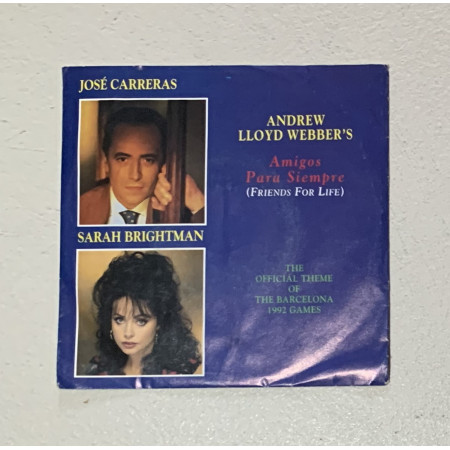 JOSÉ CARRERAS
SARAH BRIGHTMAN
ANDREW
LLOYD WEBBER'S
Amigos
Para Siempre
(FRIENDS FOR LIFE)
THE
OFFICIAL THEME
OF
THE BARCELONA
1992 GAMES